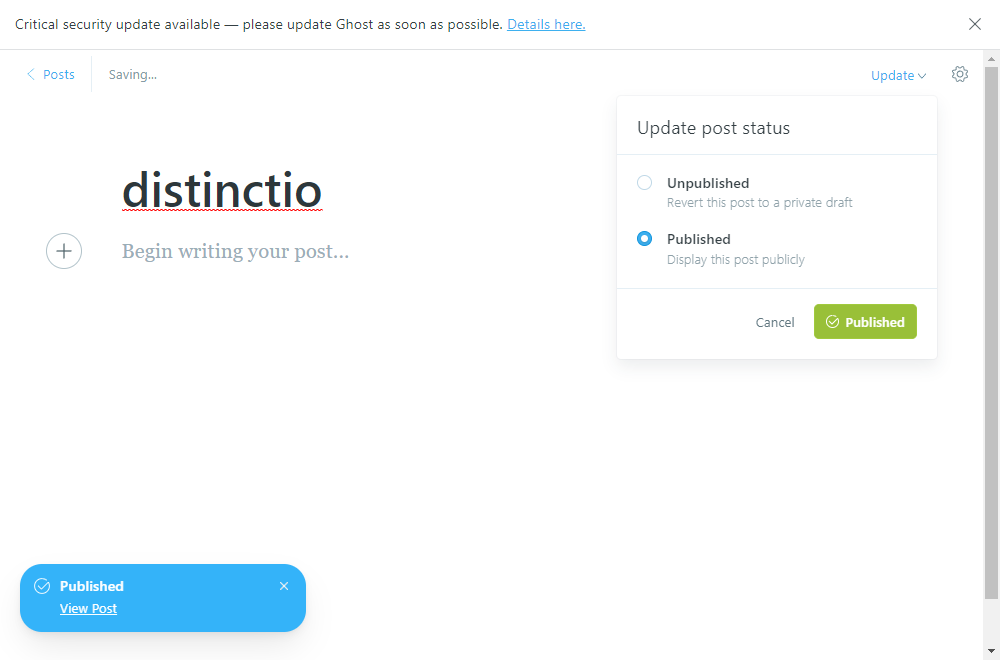 Critical security update available — please update Ghost as soon as possible. Details here.
Posts
Saving...
Update
Update post status
distinctio
Begin writing your post...
Unpublished
Revert this post to a private draft
Published
Display this post publicly
Cancel
Published
Published
View Post